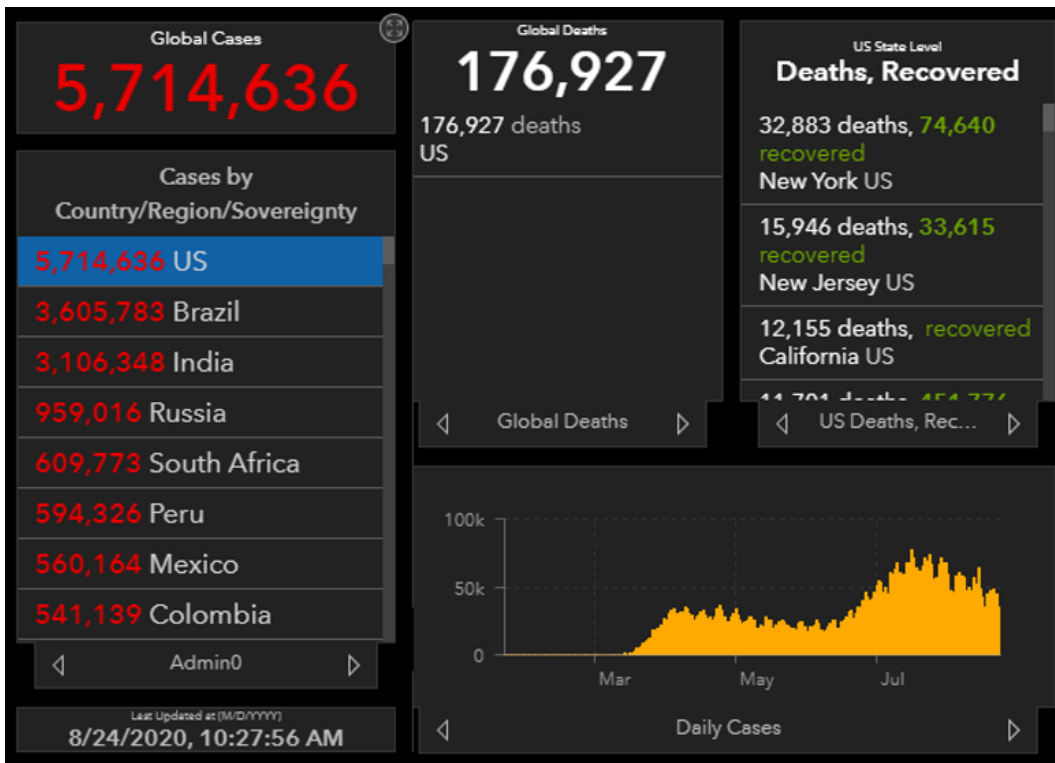 Global Cases
5,714,636
Cases by
Country/Region/Sovereignty
5,714,636 US
3,605,783 Brazil
3,106,348 India
959,016 Russia
609,773 South Africa
594,326 Peru
560,164 Mexico
541,139 Colombia
Admin0
Last Updated at (M/D/YYYY)
8/24/2020, 10:27:56 AM
Global Deaths
176,927
176,927 deaths
US
Global Deaths
US State Level
Deaths, Recovered
32,883 deaths, 74,640
recovered
New York US
15,946 deaths, 33,615
recovered
New Jersey US
12,155 deaths, recovered
California US
11,701 deaths, 454,776
US Deaths, Rec...
100k
50k
0
Mar
May
Jul
Daily Cases